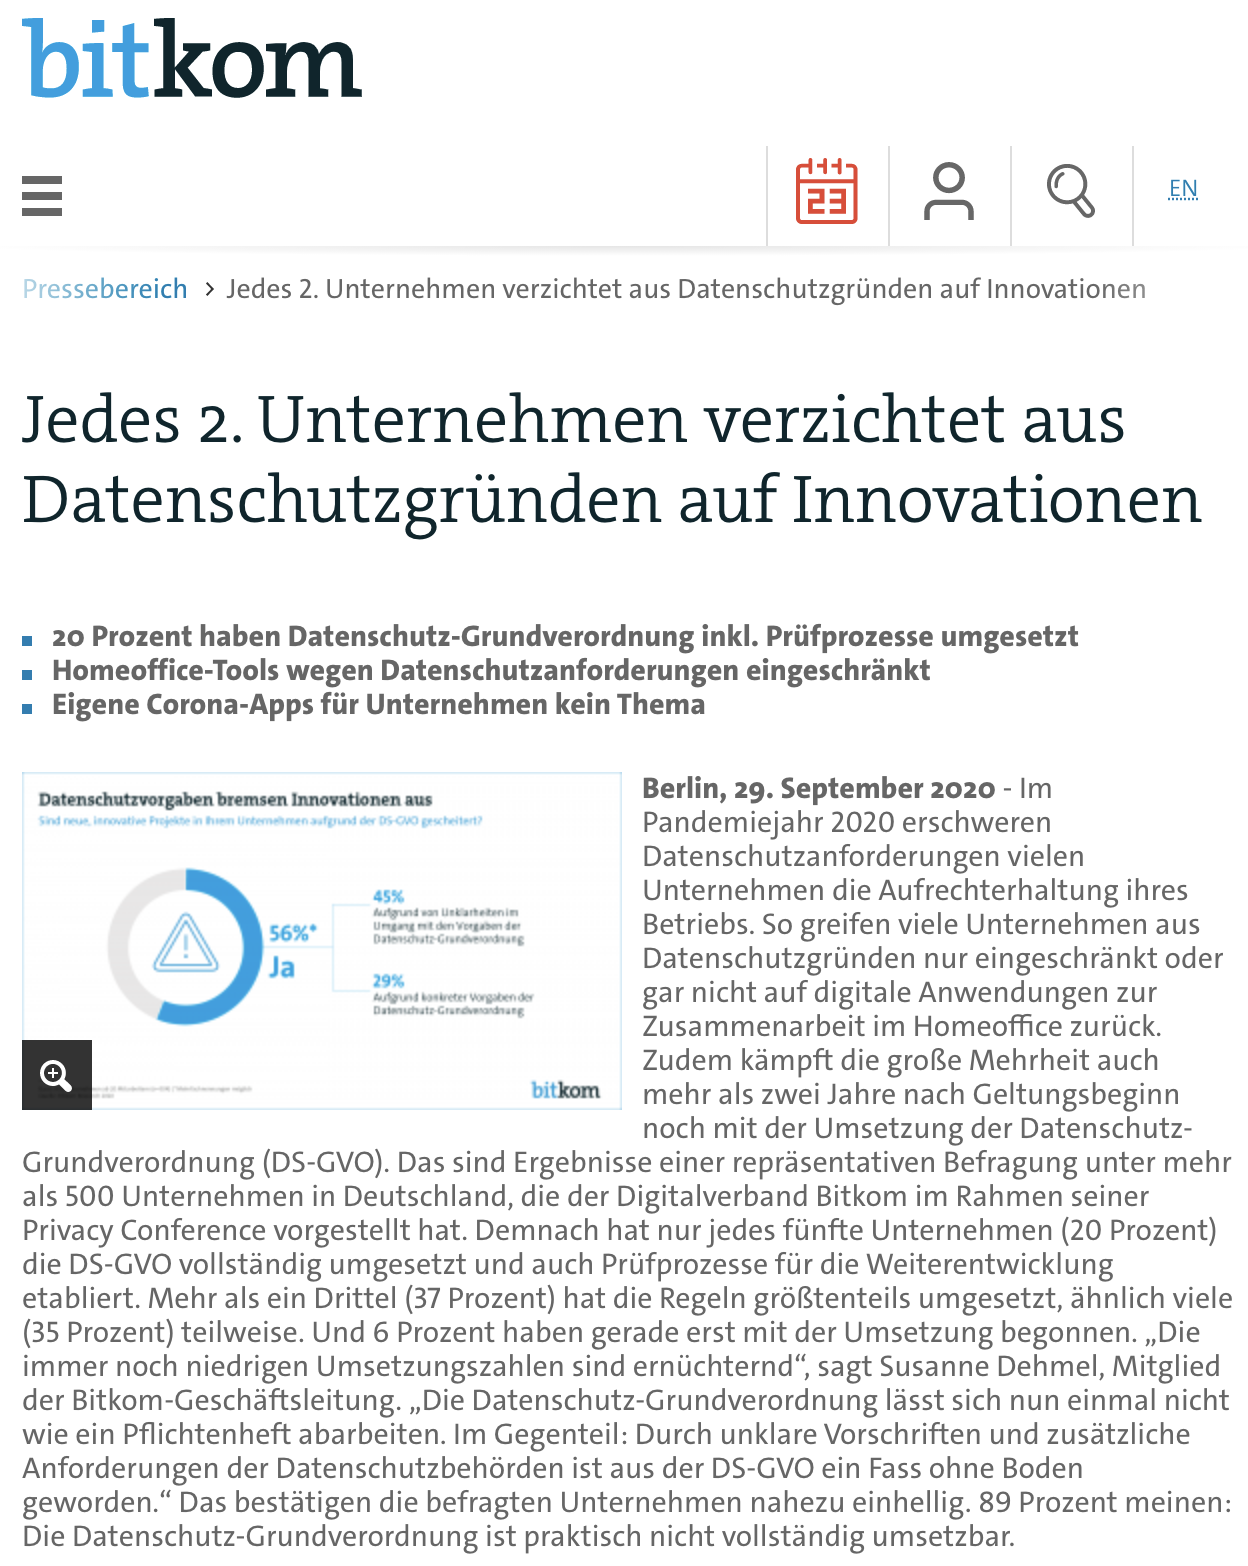 bitkom
23
EN
Pressebereich > Jedes 2. Unternehmen verzichtet aus Datenschutzgründen auf Innovationen
Jedes 2. Unternehmen verzichtet aus
Datenschutzgründen auf Innovationen
20 Prozent haben Datenschutz-Grundverordnung inkl. Prüfprozesse umgesetzt
Homeoffice-Tools wegen Datenschutzanforderungen eingeschränkt
Eigene Corona-Apps für Unternehmen kein Thema
Datenschutzvorgaben bremsen Innovationen aus
Sind neue, innovative Projekte in Ihrem Unternehmen aufgrund der DS-GVO gescheitert?
56%*
Ja
45%
Aufgrund von Unklarheiten im
Umgang mit den Vorgaben der
Datenschutz-Grundverordnung
29%
Aufgrund konkreter Vorgaben der
Datenschutz-Grundverordnung
bitkom
Berlin, 29. September 2020 - Im
Pandemiejahr 2020 erschweren
Datenschutzanforderungen vielen
Unternehmen die Aufrechterhaltung ihres
Betriebs. So greifen viele Unternehmen aus
Datenschutzgründen nur eingeschränkt oder
gar nicht auf digitale Anwendungen zur
Zusammenarbeit im Homeoffice zurück.
Zudem kämpft die große Mehrheit auch
mehr als zwei Jahre nach Geltungsbeginn
noch mit der Umsetzung der Datenschutz-
Grundverordnung (DS-GVO). Das sind Ergebnisse einer repräsentativen Befragung unter mehr
als 500 Unternehmen in Deutschland, die der Digitalverband Bitkom im Rahmen seiner
Privacy Conference vorgestellt hat. Demnach hat nur jedes fünfte Unternehmen (20 Prozent)
die DS-GVO vollständig umgesetzt und auch Prüfprozesse für die Weiterentwicklung
etabliert. Mehr als ein Drittel (37 Prozent) hat die Regeln größtenteils umgesetzt, ähnlich viele
(35 Prozent) teilweise. Und 6 Prozent haben gerade erst mit der Umsetzung begonnen. „Die
immer noch niedrigen Umsetzungszahlen sind ernüchternd“, sagt Susanne Dehmel, Mitglied
der Bitkom-Geschäftsleitung. „Die Datenschutz-Grundverordnung lässt sich nun einmal nicht
wie ein Pflichtenheft abarbeiten. Im Gegenteil: Durch unklare Vorschriften und zusätzliche
Anforderungen der Datenschutzbehörden ist aus der DS-GVO ein Fass ohne Boden
geworden.“ Das bestätigen die befragten Unternehmen nahezu einhellig. 89 Prozent meinen:
Die Datenschutz-Grundverordnung ist praktisch nicht vollständig umsetzbar.